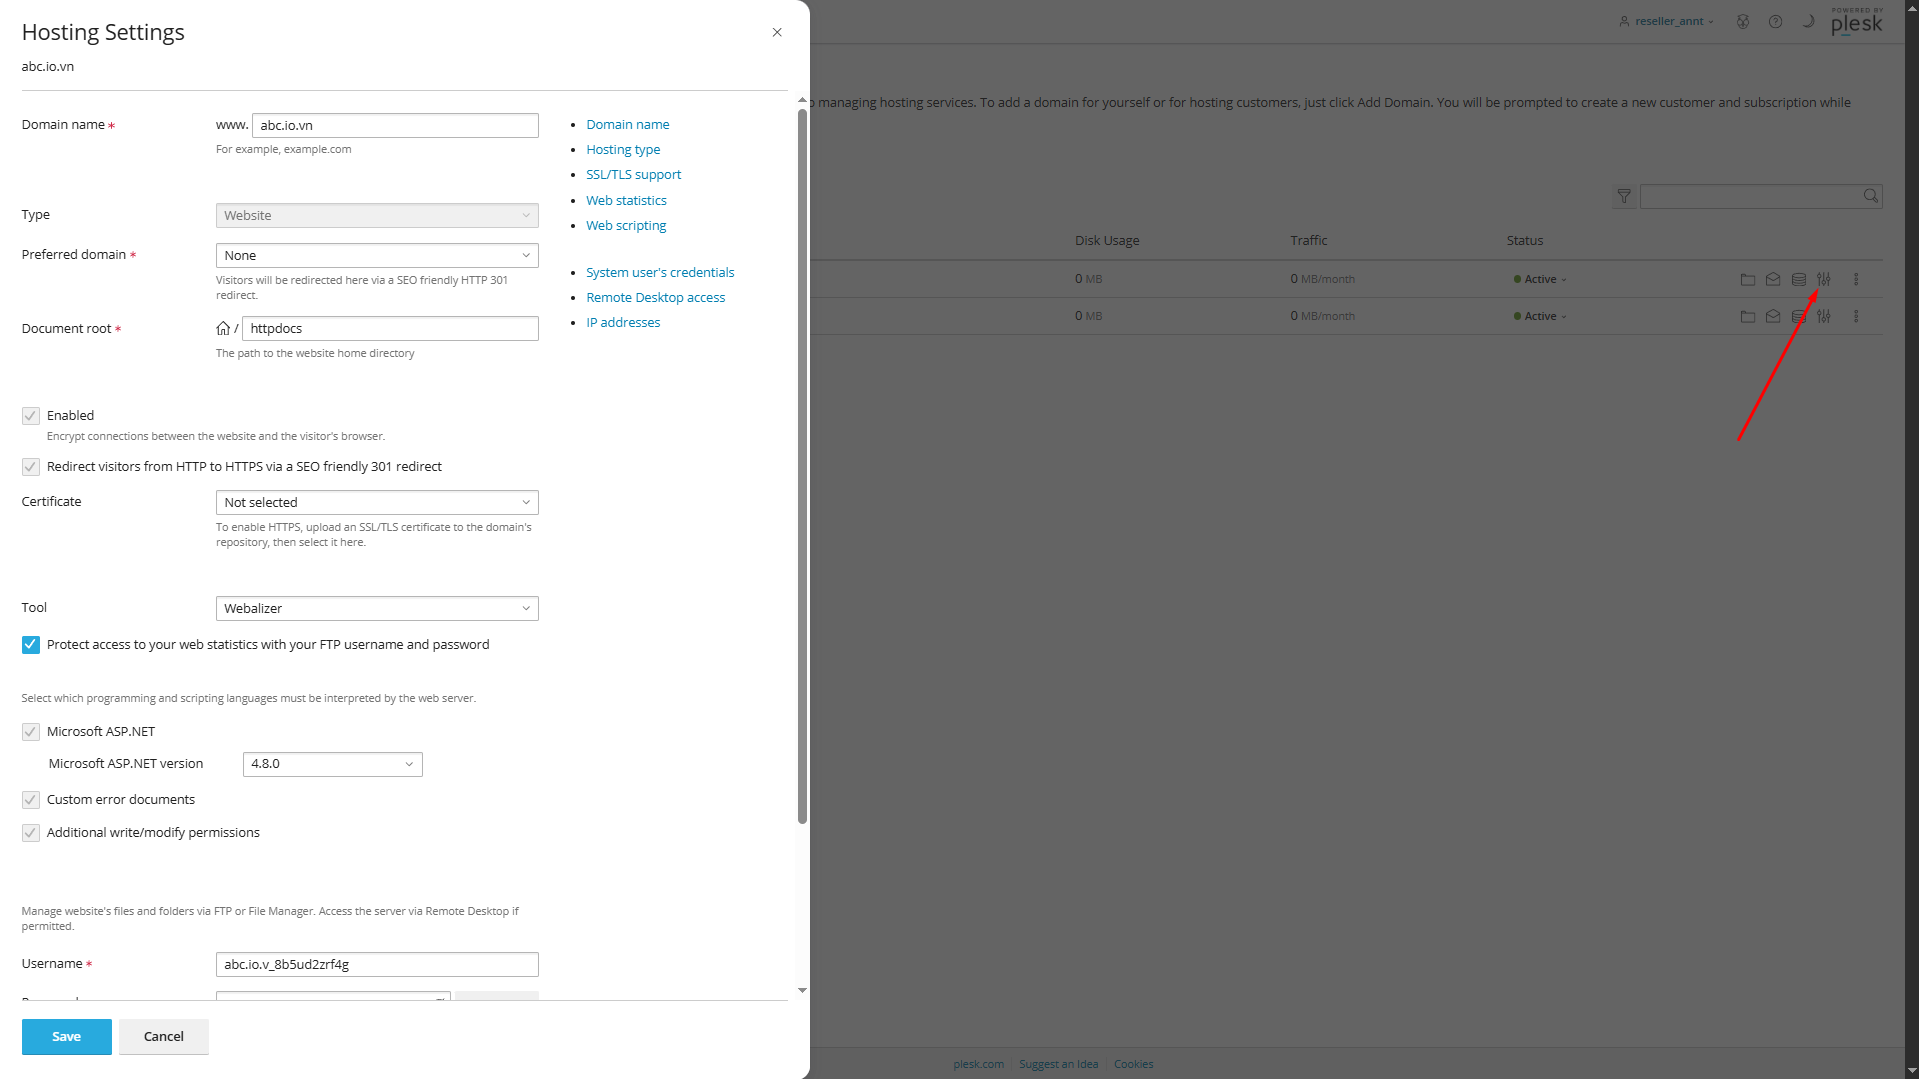 Hosting Settings
abc.io.vn
Domain name *
www. abc.io.vn
For example, example.com
Type
Website
Preferred domain *
None
Visitors will be redirected here via a SEO friendly HTTP 301
redirect.
Document root *
/ httpdocs
The path to the website home directory
Domain name
Hosting type
SSL/TLS support
Web statistics
Web scripting
System user's credentials
Remote Desktop access
IP addresses
Enabled
Encrypt connections between the website and the visitor's browser.
Redirect visitors from HTTP to HTTPS via a SEO friendly 301 redirect
Certificate
Not selected
To enable HTTPS, upload an SSL/TLS certificate to the domain's
repository, then select it here.
Tool
Webalizer
Protect access to your web statistics with your FTP username and password
Select which programming and scripting languages must be interpreted by the web server.
Microsoft ASP.NET
Microsoft ASP.NET version
4.8.0
Custom error documents
Additional write/modify permissions
Manage website's files and folders via FTP or File Manager. Access the server via Remote Desktop if
permitted.
Username *
abc.io.v_8b5ud2zrf4g
Save
Cancel
reseller_annt
POWERED BY
plesk
managing hosting services. To add a domain for yourself or for hosting customers, just click Add Domain. You will be prompted to create a new customer and subscription while
Disk Usage
Traffic
Status
0 MB
0 MB/month
Active
0 MB
0 MB/month
Active
plesk.com
Suggest an Idea
Cookies